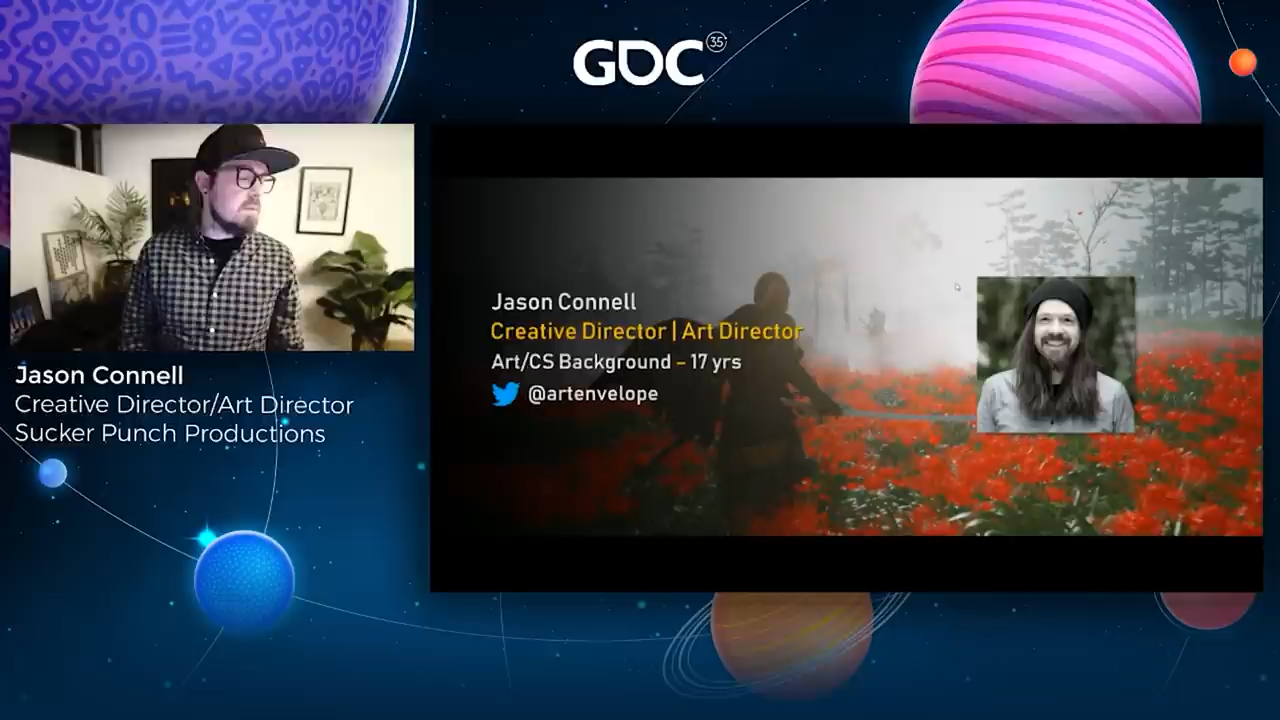 GDC 35
Jason Connell
Creative Director/Art Director
Sucker Punch Productions
Jason Connell
Creative Director | Art Director
Art/CS Background – 17 yrs
@artenvelope